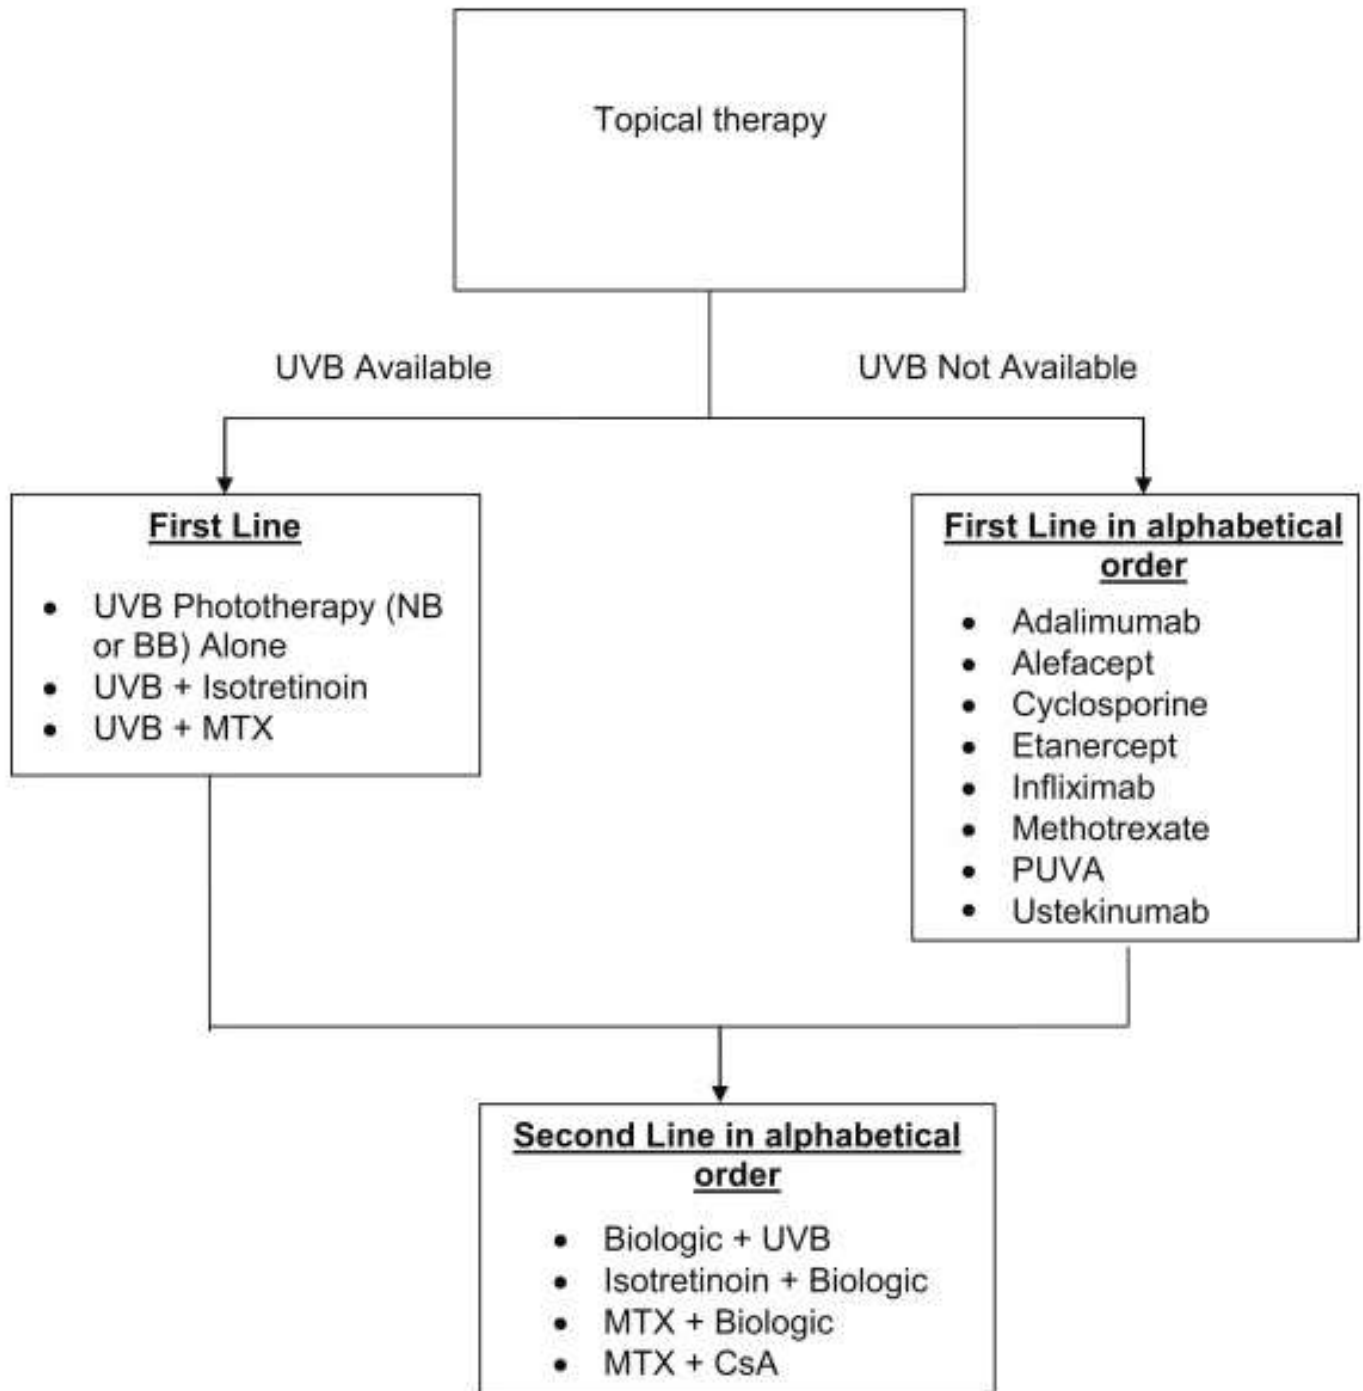 Topical therapy
UVB Available
UVB Not Available
First Line
• UVB Phototherapy (NB
or BB) Alone
• UVB + Isotretinoin
• UVB + MTX
First Line in alphabetical
order
• Adalimumab
• Alefacept
• Cyclosporine
• Etanercept
• Infliximab
• Methotrexate
• PUVA
• Ustekinumab
Second Line in alphabetical
order
• Biologic + UVB
• Isotretinoin + Biologic
• MTX + Biologic
• MTX + CsA